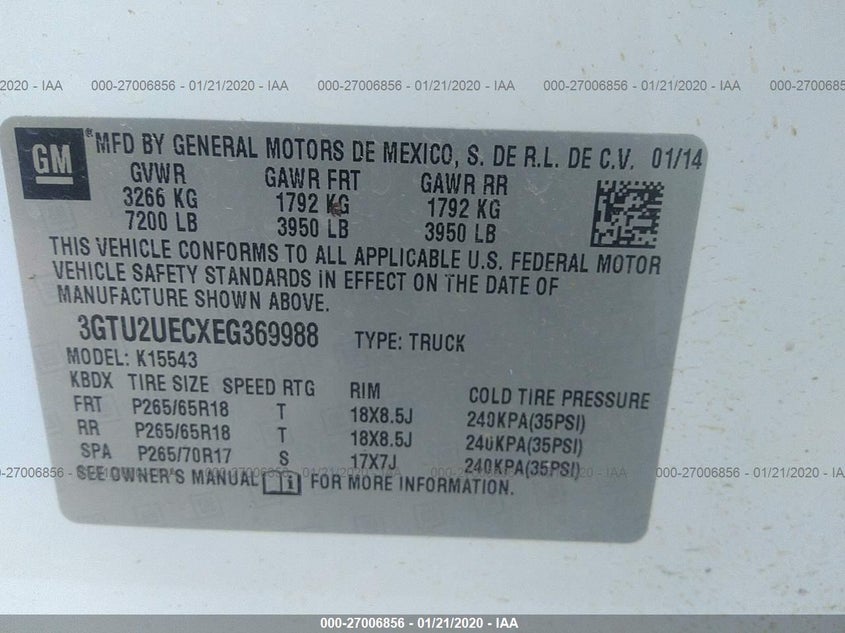 000-27006856 - 01/21/2020 - IAA 000-27006856 - 01/21/2020 - IAA 000-27006856 - 01/21/2020 - IAA
GM ® MFD BY GENERAL MOTORS DE MEXICO, S. DE R.L. DE C.V. 01/14
GVWR GAWR FRT GAWR RR
3266 KG 1792 KG 1792 KG
7200 LB 3950 LB 3950 LB
THIS VEHICLE CONFORMS TO ALL APPLICABLE U.S. FEDERAL MOTOR
VEHICLE SAFETY STANDARDS IN EFFECT ON THE DATE OF
MANUFACTURE SHOWN ABOVE.
3GTU2UECXEG369988 TYPE: TRUCK
MODEL: K15543
KBDX TIRE SIZE SPEED RTG RIM COLD TIRE PRESSURE
FRT P265/65R18 T 18X8.5J 240KPA(35PSI)
RR P265/65R18 T 18X8.5J 240KPA(35PSI)
SPA P265/70R17 S 17X7J 240KPA(35PSI)
SEE OWNER'S MANUAL FOR MORE INFORMATION.
000-27006856 - 01/21/2020 - IAA